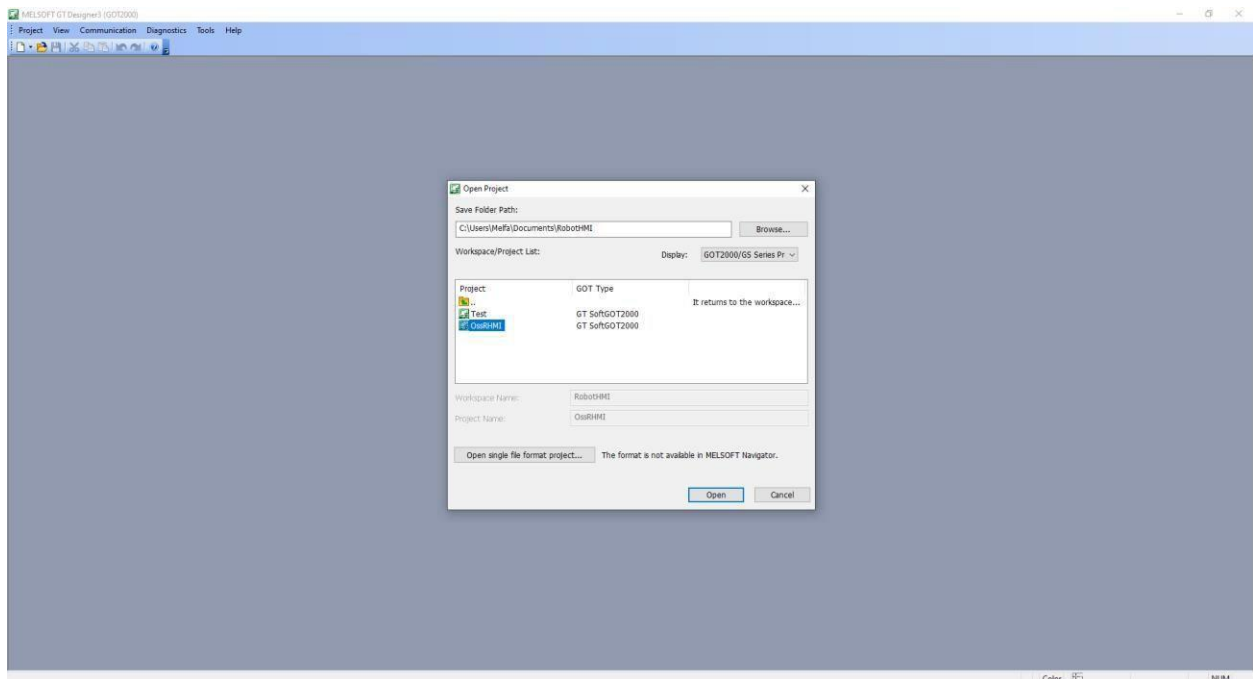 MELSOFT GT Designer3 (GOT2000)
Project View Communication Diagnostics Tools Help
Open Project
Save Folder Path:
C:\Users\Melfa\Documents\RobotHMI Browse...
Workspace/Project List: Display: GOT2000/GS Series Pr
Project GOT Type
.. It returns to the workspace...
Test GT SoftGOT2000
OssRHMI GT SoftGOT2000
Workspace Name: RobotHMI
Project Name: OssRHMI
Open single file format project... The format is not available in MELSOFT Navigator.
Open Cancel
Color NUM